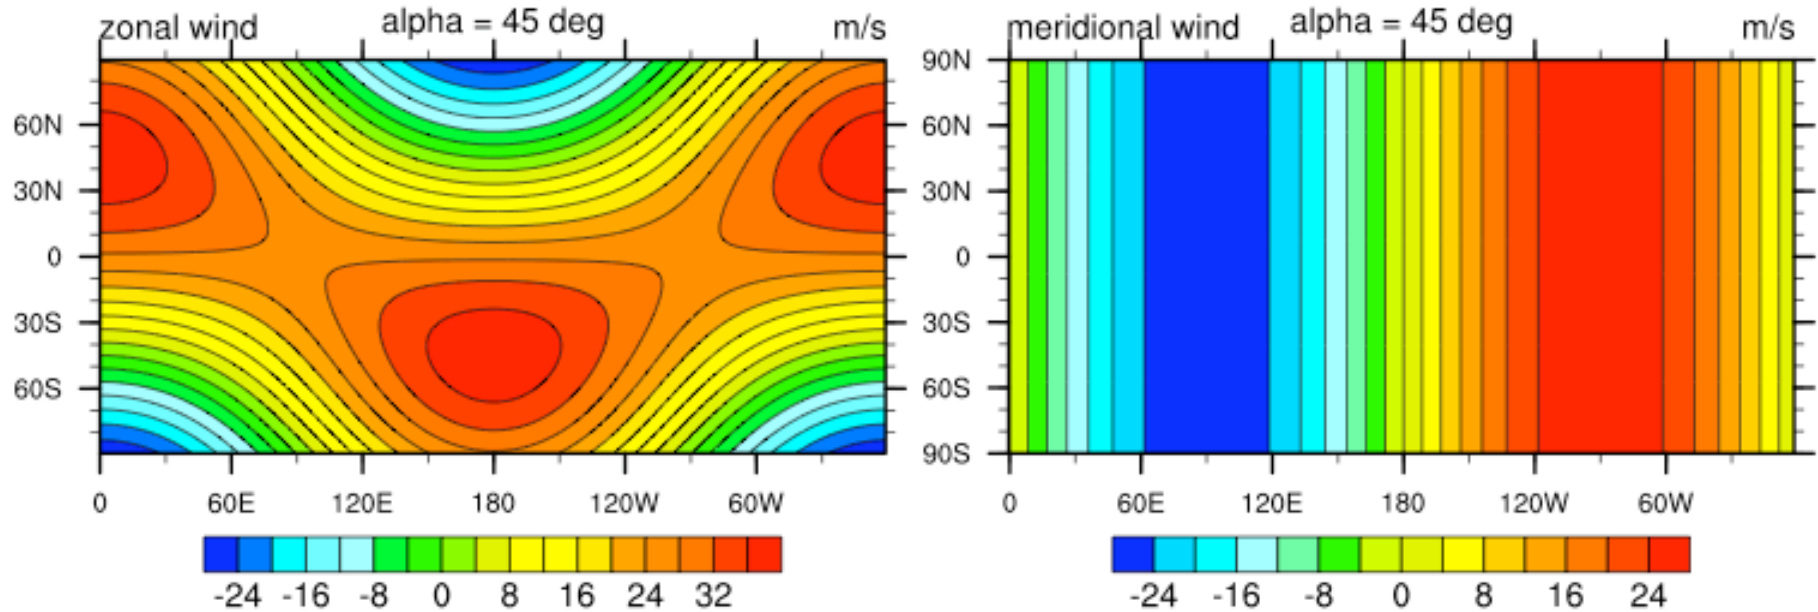 zonal wind alpha = 45 deg m/s
60N
30N
0
30S
60S
0 60E 120E 180 120W 60W
-24 -16 -8 0 8 16 24 32
meridional wind alpha = 45 deg m/s
90N
60N
30N
0
30S
60S
90S
0 60E 120E 180 120W 60W
-24 -16 -8 0 8 16 24